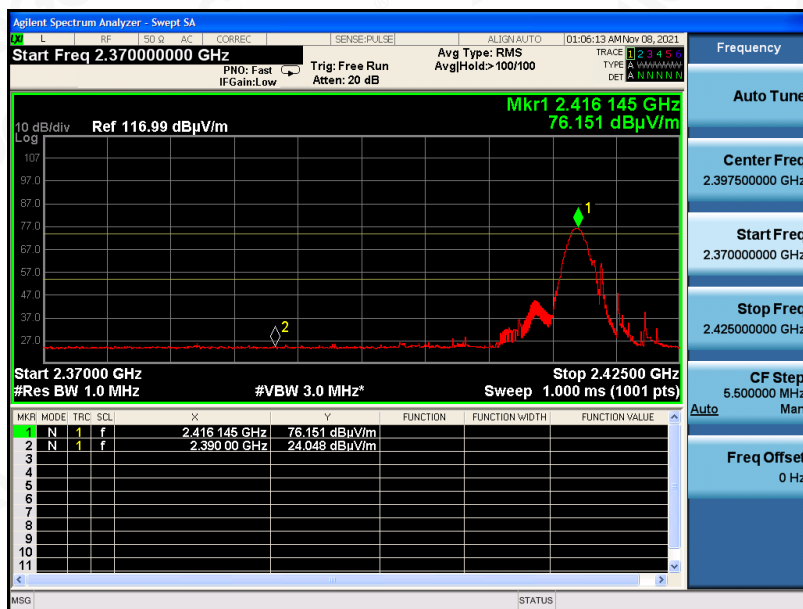 Agilent Spectrum Analyzer - Swept SA
LXI L RF 50 Ω AC CORREC SENSE:PULSE ALIGN AUTO 01:06:13 AM Nov 08, 2021
Start Freq 2.370000000 GHz
PNO: Fast
IFGain:Low
Trig: Free Run
Atten: 20 dB
Avg Type: RMS
Avg|Hold:>100/100
TRACE 1 2 3 4 5 6
TYPE A WWWWW
DET A N N N N N
Mkr1 2.416 145 GHz
76.151 dBµV/m
10 dB/div Ref 116.99 dBµV/m
Log
107
97.0
87.0
77.0
67.0
57.0
47.0
37.0
27.0
1
2
Start 2.37000 GHz Stop 2.42500 GHz
#Res BW 1.0 MHz #VBW 3.0 MHz* Sweep 1.000 ms (1001 pts)
MKR MODE TRC SCL X Y FUNCTION FUNCTION WIDTH FUNCTION VALUE
1 N 1 f 2.416 145 GHz 76.151 dBµV/m
2 N 1 f 2.390 00 GHz 24.048 dBµV/m
3
4
5
6
7
8
9
10
11
MSG STATUS
Frequency
Auto Tune
Center Freq
2.397500000 GHz
Start Freq
2.370000000 GHz
Stop Freq
2.425000000 GHz
CF Step
5.500000 MHz
Auto Man
Freq Offset
0 Hz